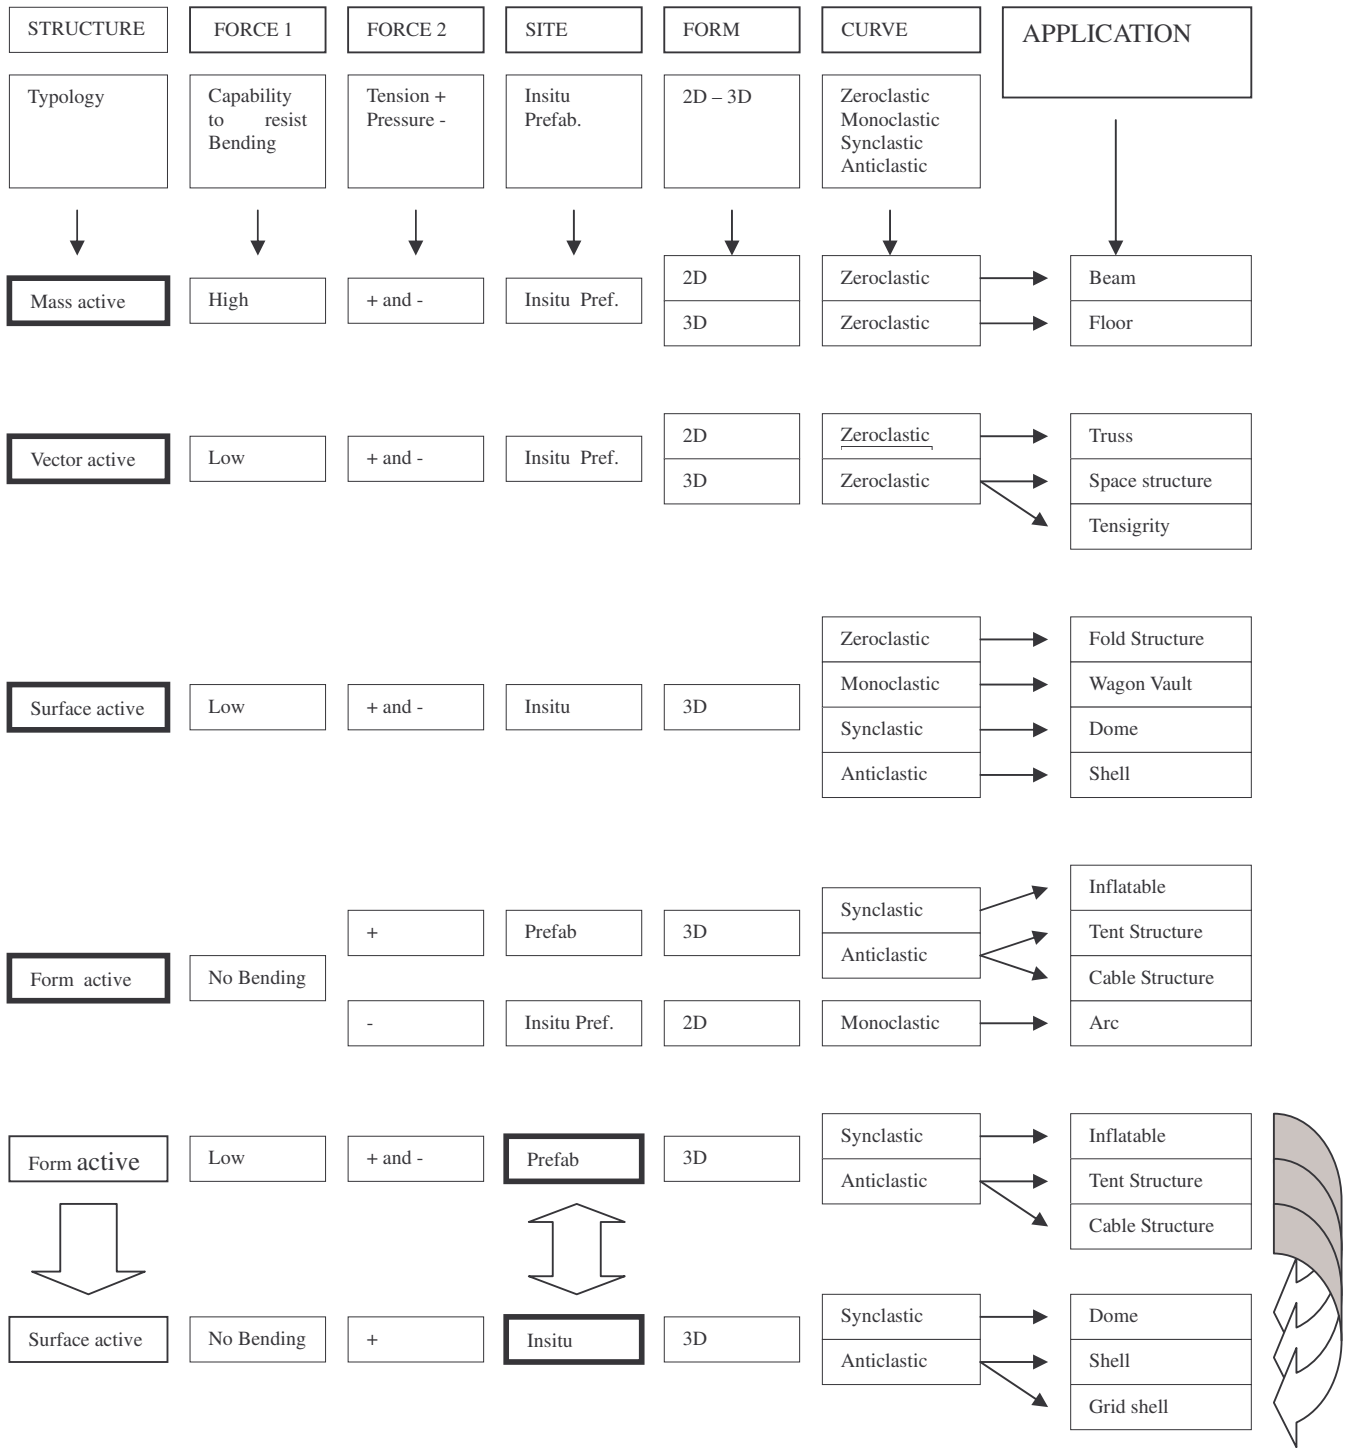 STRUCTURE
FORCE 1
FORCE 2
SITE
FORM
CURVE
APPLICATION
Typology
Capability
to resist
Bending
Tension +
Pressure -
Insitu
Prefab.
2D – 3D
Zeroclastic
Monoclastic
Synclastic
Anticlastic
Mass active
High
+ and -
Insitu Pref.
2D
Zeroclastic
Beam
3D
Zeroclastic
Floor
Vector active
Low
+ and -
Insitu Pref.
2D
Zeroclastic
Truss
3D
Zeroclastic
Space structure
Tensigrity
Surface active
Low
+ and -
Insitu
3D
Zeroclastic
Fold Structure
Monoclastic
Wagon Vault
Synclastic
Dome
Anticlastic
Shell
Form active
No Bending
+
Prefab
3D
Synclastic
Anticlastic
Inflatable
Tent Structure
Cable Structure
-
Insitu Pref.
2D
Monoclastic
Arc
Form active
Low
+ and -
Prefab
3D
Synclastic
Anticlastic
Inflatable
Tent Structure
Cable Structure
Surface active
No Bending
+
Insitu
3D
Synclastic
Anticlastic
Dome
Shell
Grid shell